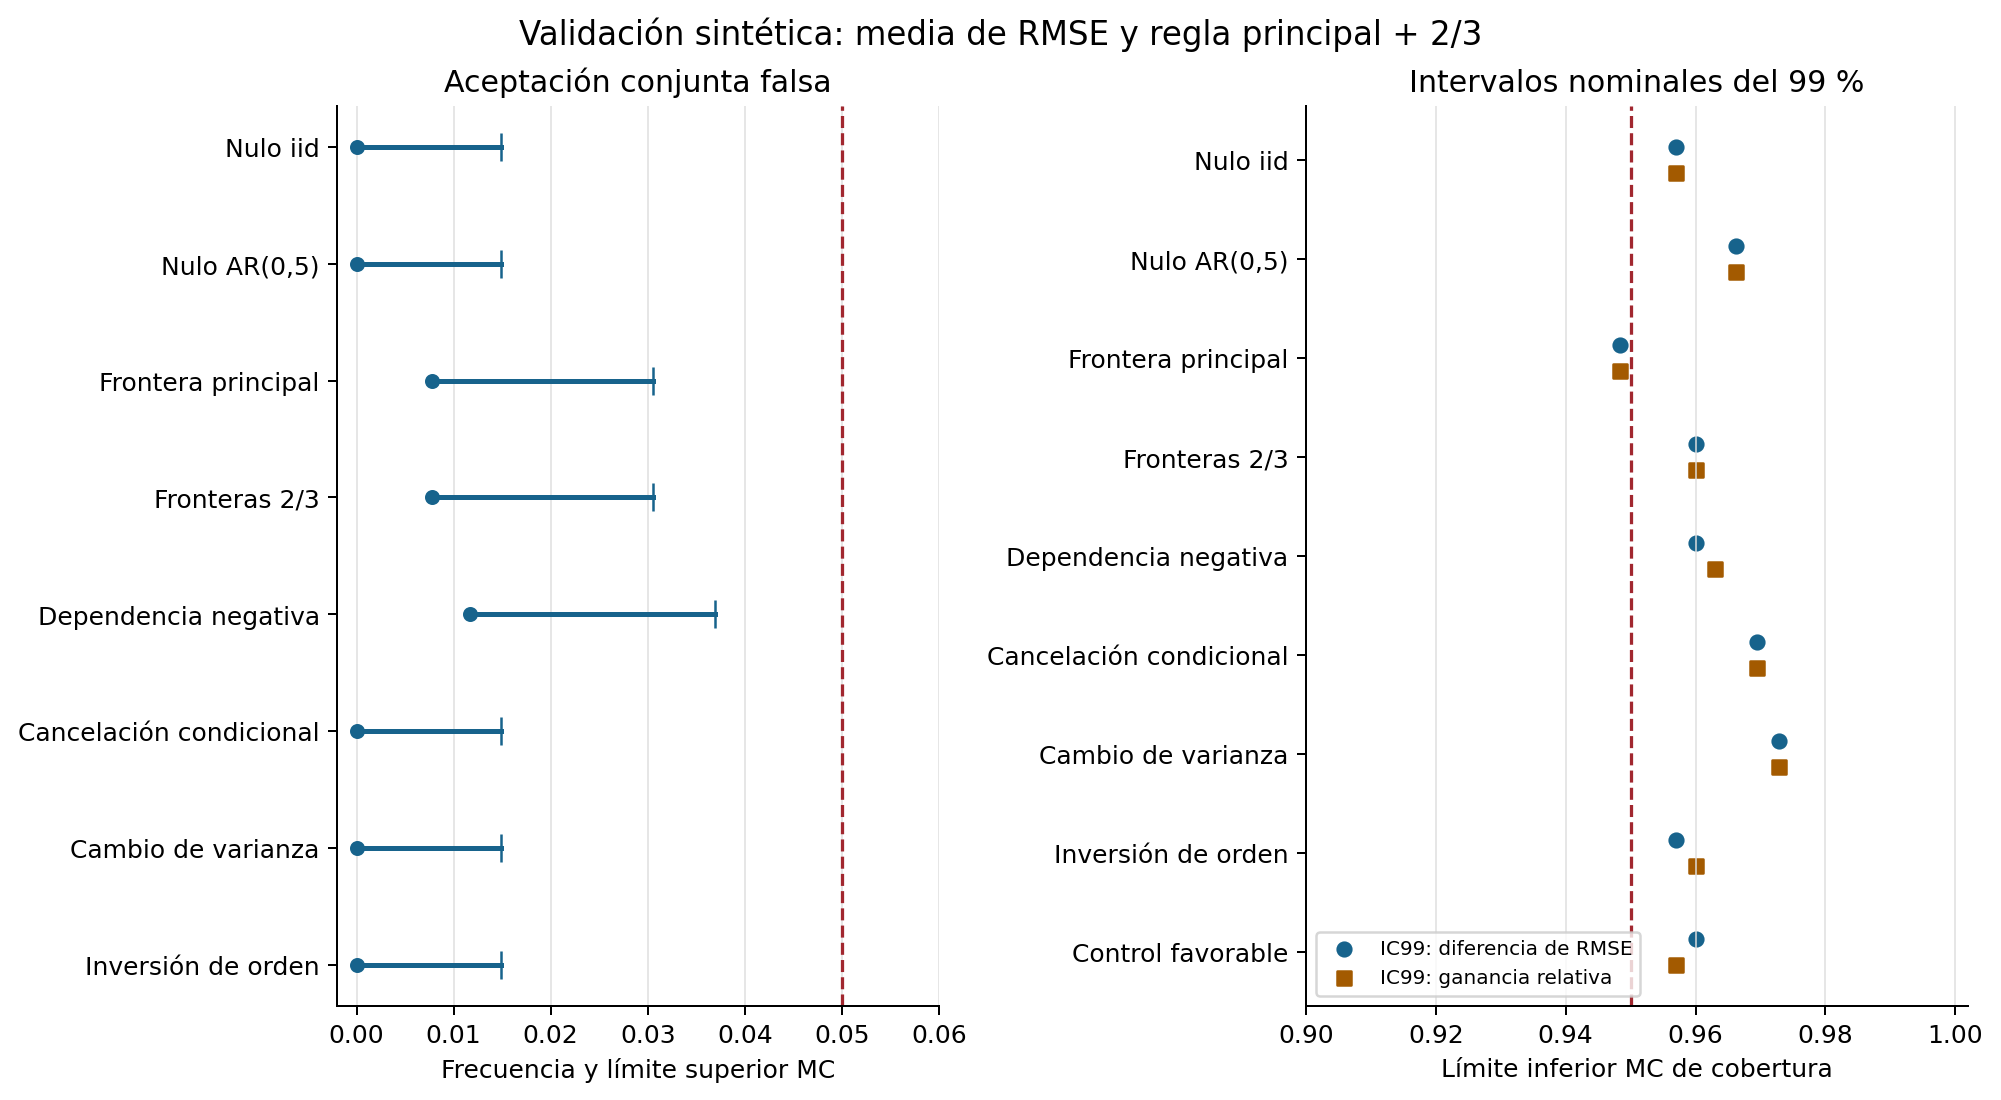 Validación sintética: media de RMSE y regla principal + 2/3
Aceptación conjunta falsa
Nulo iid
Nulo AR(0,5)
Frontera principal
Fronteras 2/3
Dependencia negativa
Cancelación condicional
Cambio de varianza
Inversión de orden
0.00 0.01 0.02 0.03 0.04 0.05 0.06
Frecuencia y límite superior MC
Intervalos nominales del 99 %
Nulo iid
Nulo AR(0,5)
Frontera principal
Fronteras 2/3
Dependencia negativa
Cancelación condicional
Cambio de varianza
Inversión de orden
Control favorable
IC99: diferencia de RMSE
IC99: ganancia relativa
0.90 0.92 0.94 0.96 0.98 1.00
Límite inferior MC de cobertura